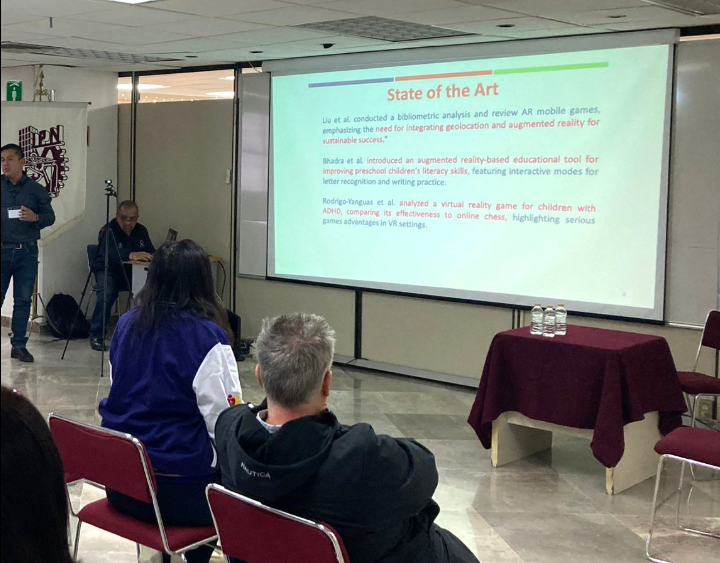 IPN
State of the Art
Liu et al. conducted a bibliometric analysis and review AR mobile games,
emphasizing the need for integrating geolocation and augmented reality for
sustainable success."
Bhadra et al. introduced an augmented reality-based educational tool for
improving preschool children's literacy skills, featuring interactive modes for
letter recognition and writing practice.
Rodrigo-Yanguas et al. analyzed a virtual reality game for children with
ADHD, comparing its effectiveness to online chess, highlighting serious
games advantages in VR settings.
NAUTICA